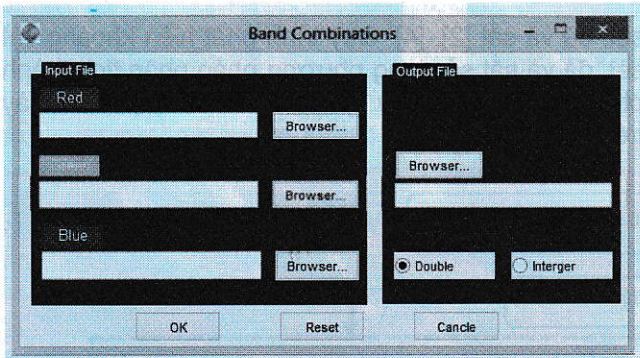 Band Combinations
Input File
Red
Browser...
Browser...
Blue
Browser...
Output File
Browser...
Double
Interger
OK
Reset
Cancle